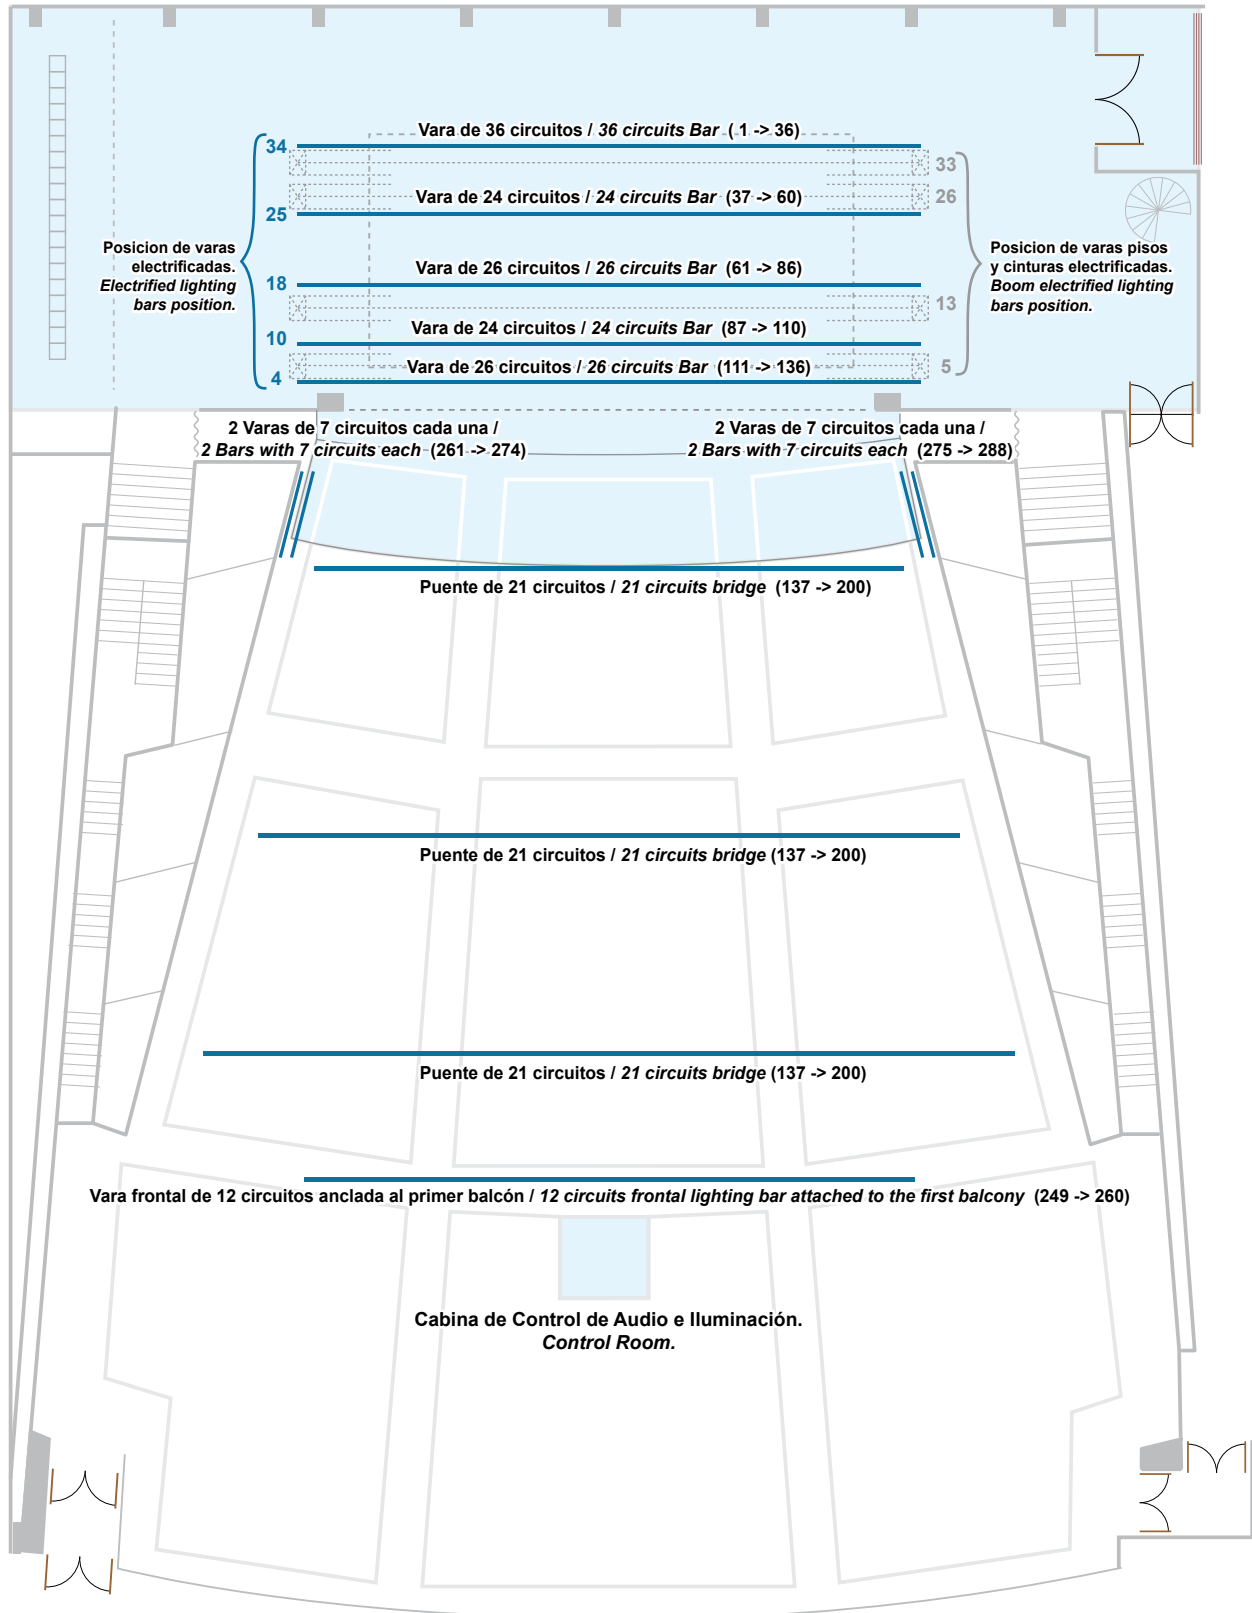 Vara de 36 circuitos / 36 circuits Bar ( 1 -> 36)
34
33
Vara de 24 circuitos / 24 circuits Bar (37 -> 60)
26
25
Posicion de varas
electrificadas.
Electrified lighting
bars position.
Posicion de varas pisos
y cinturas electrificadas.
Boom electrified lighting
bars position.
Vara de 26 circuitos / 26 circuits Bar (61 -> 86)
18
13
Vara de 24 circuitos / 24 circuits Bar (87 -> 110)
10
Vara de 26 circuitos / 26 circuits Bar (111 -> 136)
5
4
2 Varas de 7 circuitos cada una /
2 Bars with 7 circuits each (261 -> 274)
2 Varas de 7 circuitos cada una /
2 Bars with 7 circuits each (275 -> 288)
Puente de 21 circuitos / 21 circuits bridge (137 -> 200)
Puente de 21 circuitos / 21 circuits bridge (137 -> 200)
Puente de 21 circuitos / 21 circuits bridge (137 -> 200)
Vara frontal de 12 circuitos anclada al primer balcón / 12 circuits frontal lighting bar attached to the first balcony (249 -> 260)
Cabina de Control de Audio e Iluminación.
Control Room.